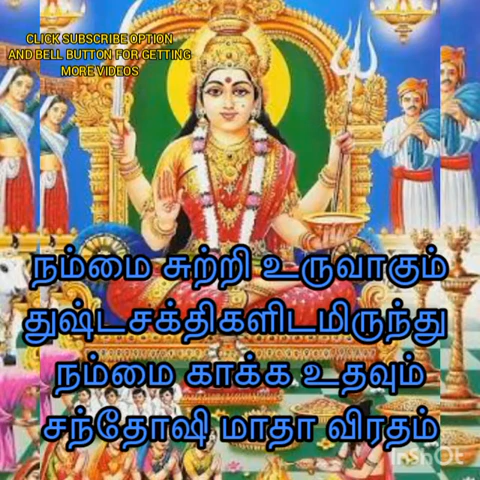 CLICK SUBSCRIBE OPTION
AND BELL BUTTON FOR GETTING
MORE VIDEOS
நம்மை சுற்றி உருவாகும்
துஷ்டசக்திகளிடமிருந்து
நம்மை காக்க உதவும்
சந்தோஷி மாதா விரதம்
InShOt